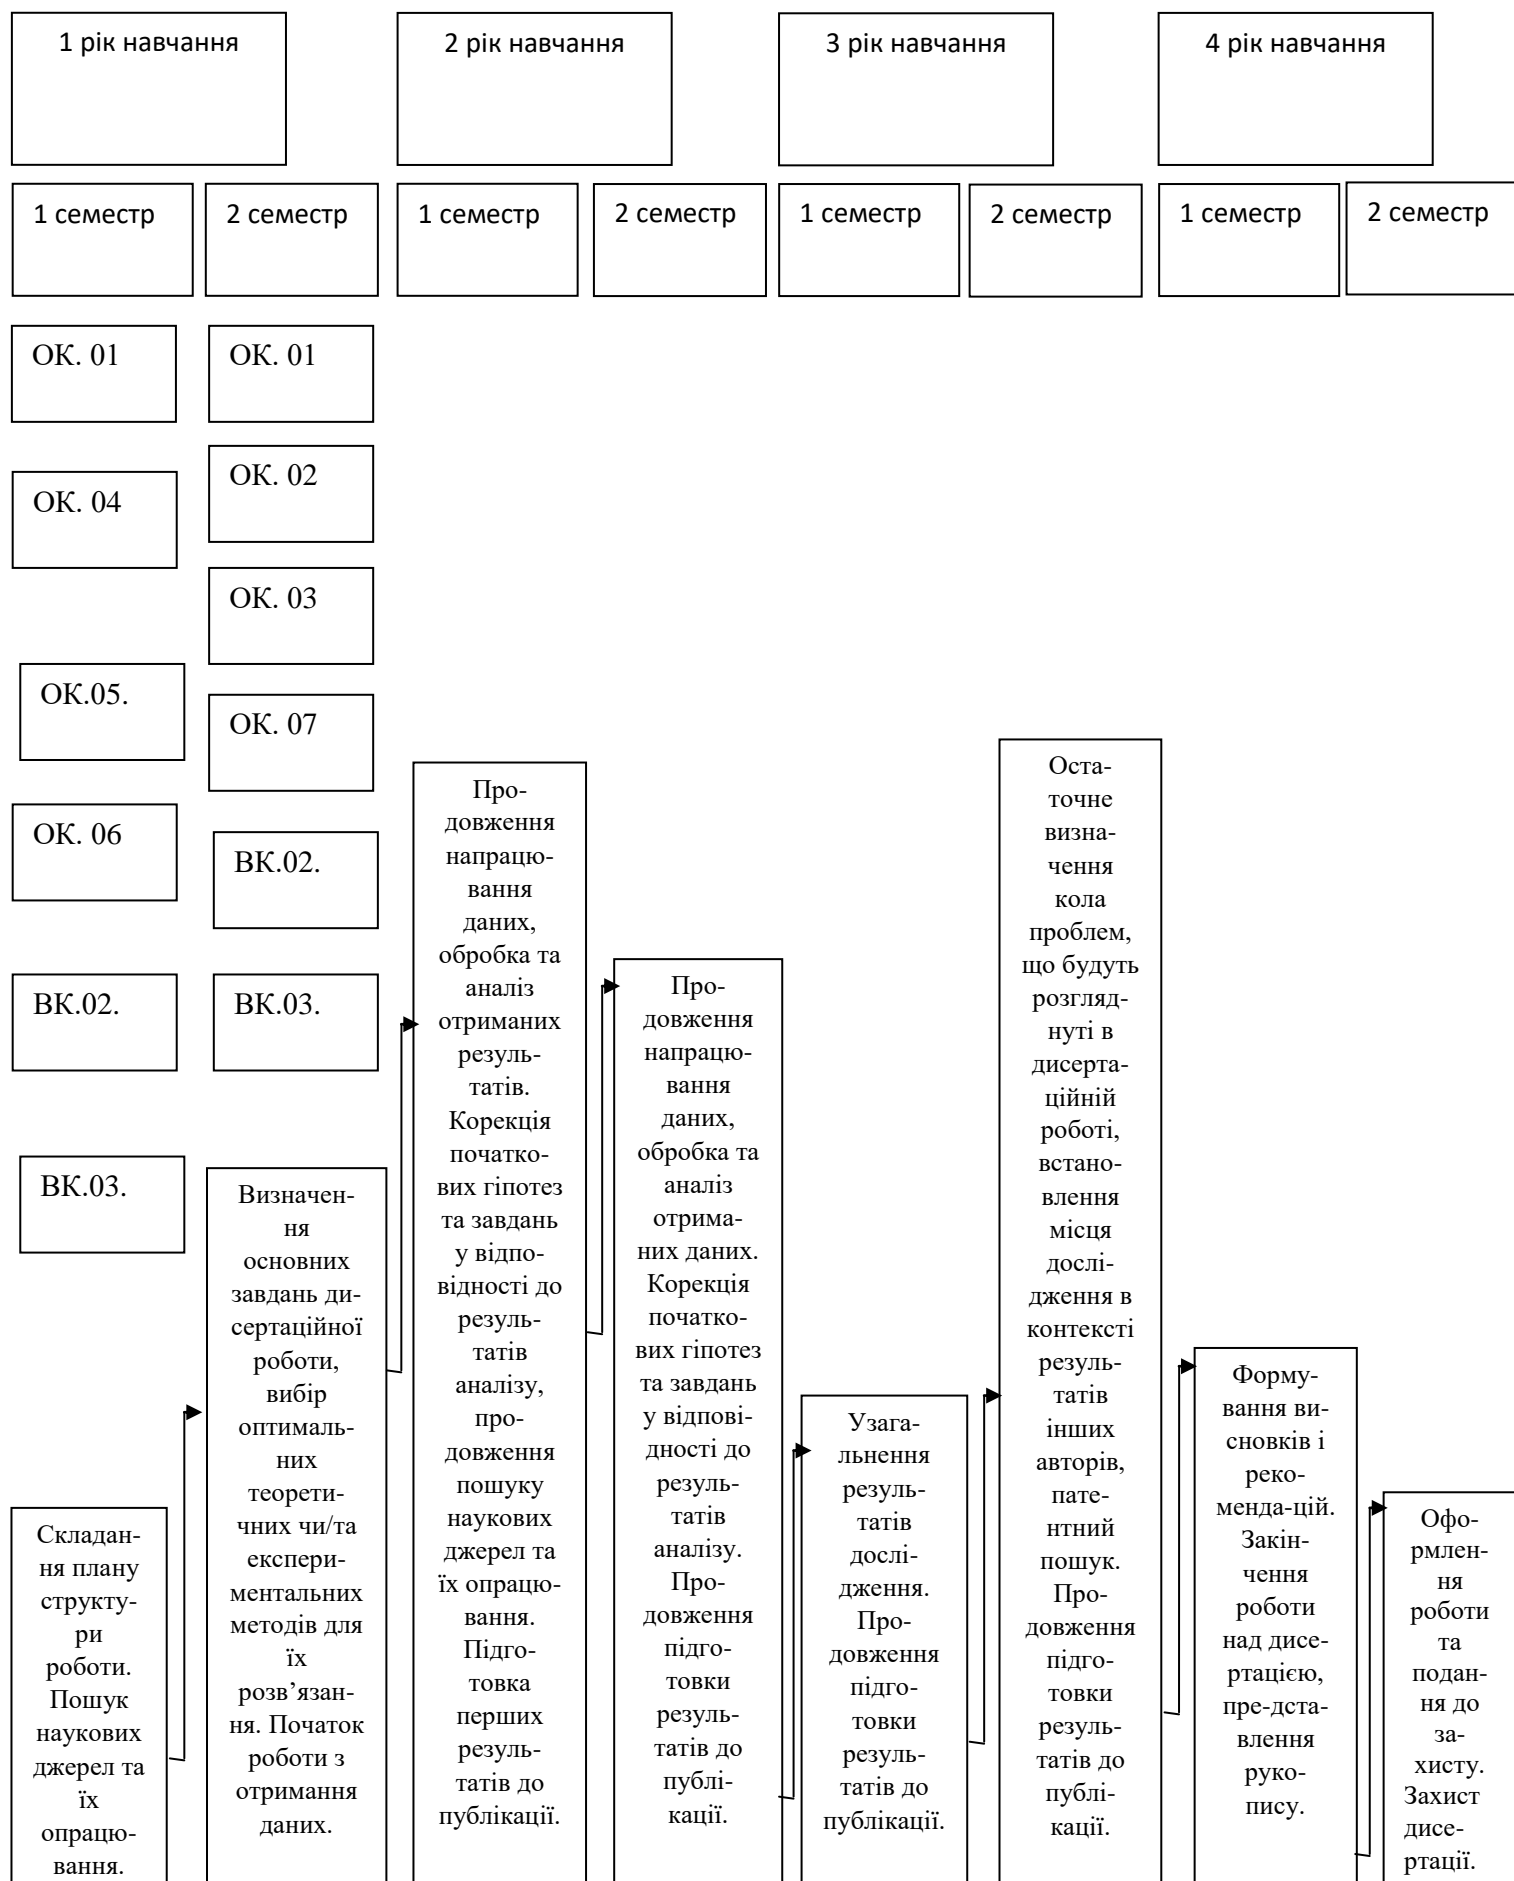 1 рік навчання
2 рік навчання
3 рік навчання
4 рік навчання
1 семестр
2 семестр
1 семестр
2 семестр
1 семестр
2 семестр
1 семестр
2 семестр
ОК. 01
ОК. 04
ОК.05.
ОК. 06
ВК.02.
ВК.03.
ОК. 01
ОК. 02
ОК. 03
ОК. 07
ВК.02.
ВК.03.
Складан-
ня плану
структу-
ри
роботи.
Пошук
наукових
джерел та
їх
опрацю-
вання.
Визначен-
ня
основних
завдань ди-
сертаційної
роботи,
вибір
оптималь-
них
теорети-
чних чи/та
експери-
ментальних
методів для
їх
розв’язан-
ня. Початок
роботи з
отримання
даних.
Про-
довження
напрацю-
вання
даних,
обробка та
аналіз
отриманих
резуль-
татів.
Корекція
початко-
вих гіпотез
та завдань
у відпо-
відності до
резуль-
татів
аналізу,
про-
довження
пошуку
наукових
джерел та
їх опрацю-
вання.
Підго-
товка
перших
резуль-
татів до
публікації.
Про-
довження
напрацю-
вання
даних,
обробка та
аналіз
отрима-
них даних.
Корекція
початко-
вих гіпотез
та завдань
у відпові-
дності до
резуль-
татів
аналізу.
Про-
довження
підго-
товки
резуль-
татів до
публі-
кації.
Узага-
льнення
резуль-
татів
дослі-
дження.
Про-
довження
підго-
товки
резуль-
татів до
публікації.
Оста-
точне
визна-
чення
кола
проблем,
що будуть
розгляд-
нуті в
дисерта-
ційній
роботі,
встано-
влення
місця
дослі-
дження в
контексті
резуль-
татів
інших
авторів,
пате-
нтний
пошук.
Про-
довження
підго-
товки
резуль-
татів до
публі-
кації.
Форму-
вання ви-
сновків і
реко-
менда-цій.
Закін-
чення
роботи
над дисе-
ртацією,
пре-дста-
влення
руко-
пису.
Офо-
рмлен-
ня
роботи
та
подан-
ня до
за-
хисту.
Захист
дисе-
ртації.